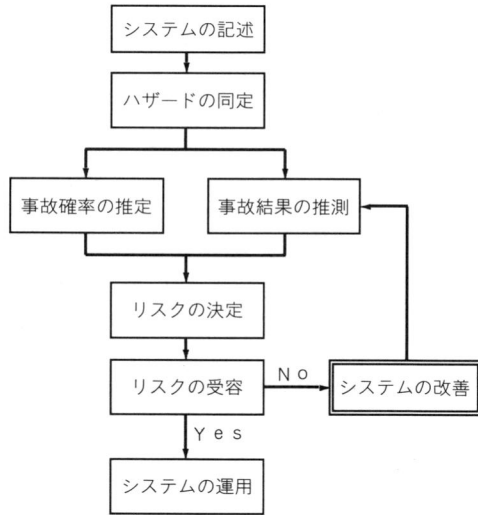 システムの記述
ハザードの同定
事故確率の推定
事故結果の推測
リスクの決定
リスクの受容
No
システムの改善
Yes
システムの運用